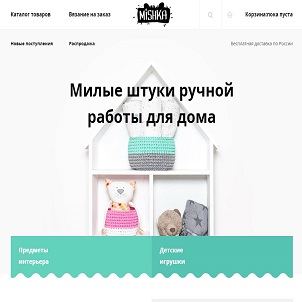 Каталог товаров
Вязание на заказ
MiSHKA
Корзина пока пуста
Новые поступления
Распродажа
Бесплатная доставка по России
Милые штуки ручной
работы для дома
Предметы
интерьера
Детские
игрушки